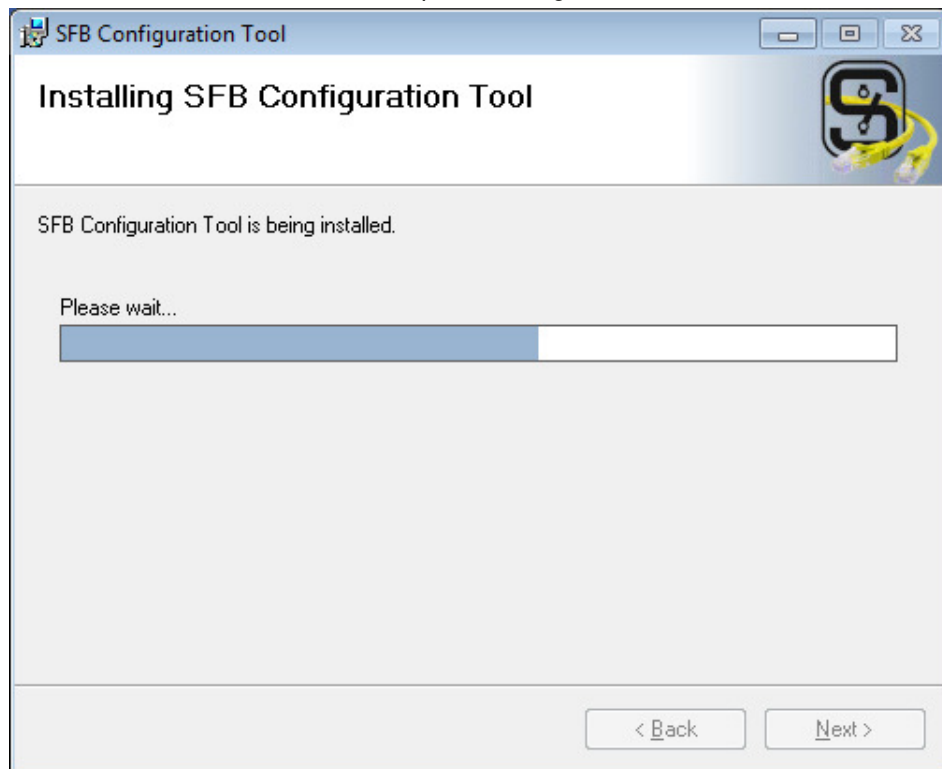 SFB Configuration Tool
Installing SFB Configuration Tool
SFB Configuration Tool is being installed.
Please wait...
< Back
Next >